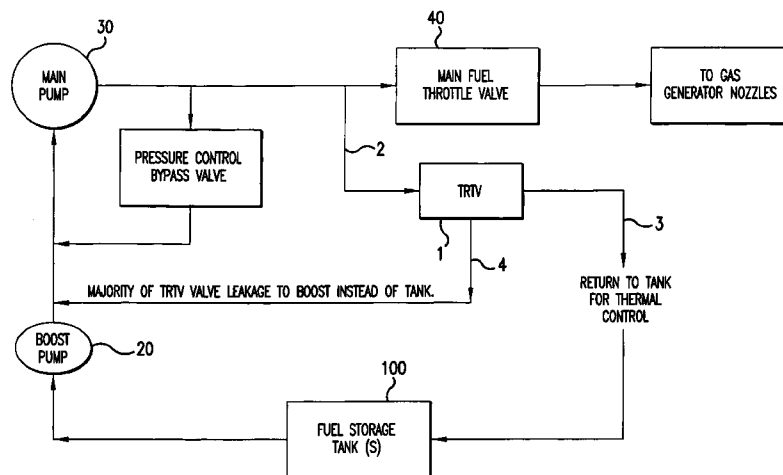 30
MAIN
PUMP
40
MAIN FUEL
THROTTLE VALVE
TO GAS
GENERATOR NOZZLES
PRESSURE CONTROL
BYPASS VALVE
2
TRTV
1
4
3
MAJORITY OF TRTV VALVE LEAKAGE TO BOOST INSTEAD OF TANK.
RETURN TO TANK
FOR THERMAL
CONTROL
BOOST
PUMP
20
100
FUEL STORAGE
TANK (S)